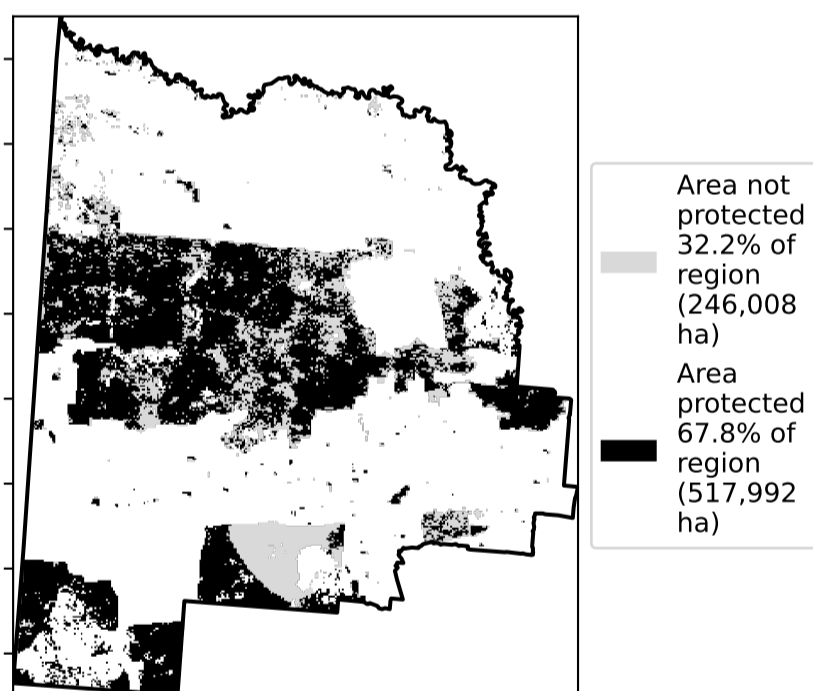 Area not
protected
32.2% of
region
(246,008
ha)
Area
protected
67.8% of
region
(517,992
ha)